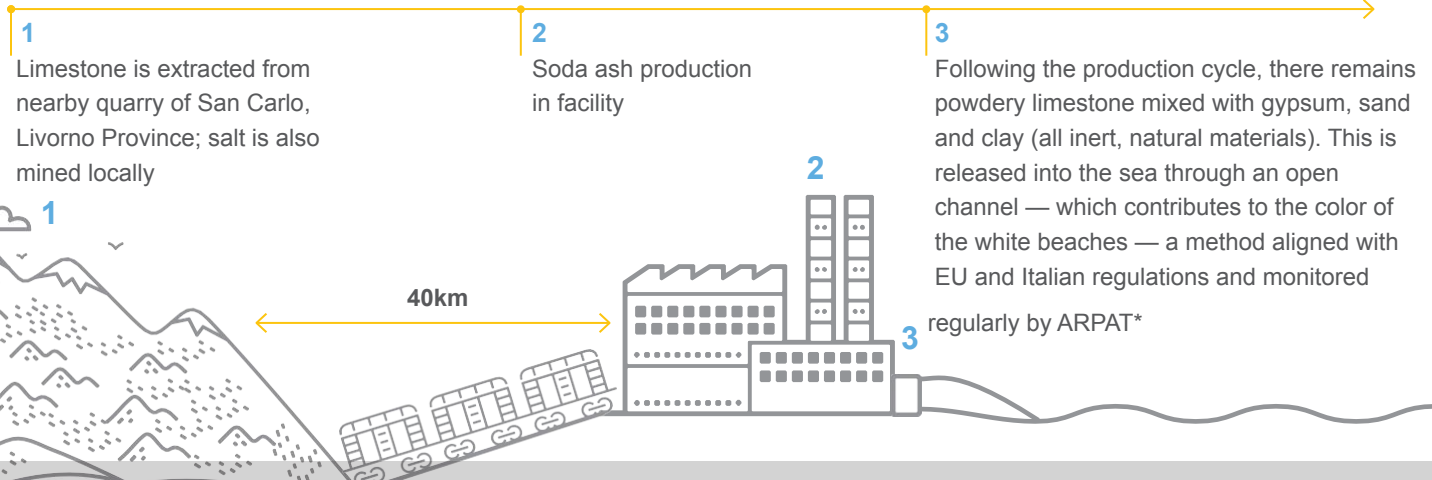 1
Limestone is extracted from
nearby quarry of San Carlo,
Livorno Province; salt is also
mined locally
2
Soda ash production
in facility
3
Following the production cycle, there remains
powdery limestone mixed with gypsum, sand
and clay (all inert, natural materials). This is
released into the sea through an open
channel — which contributes to the color of
the white beaches — a method aligned with
EU and Italian regulations and monitored
regularly by ARPAT*
1
40km
2
3